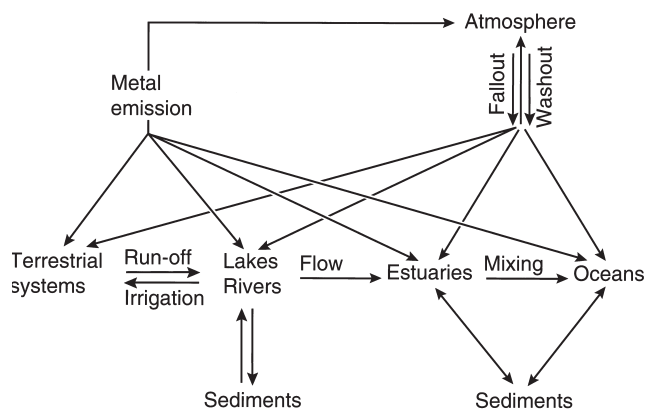 Atmosphere
Metal
emission
Fallout
Washout
Terrestrial
systems
Run-off
Irrigation
Lakes
Rivers
Flow
Estuaries
Mixing
Oceans
Sediments
Sediments